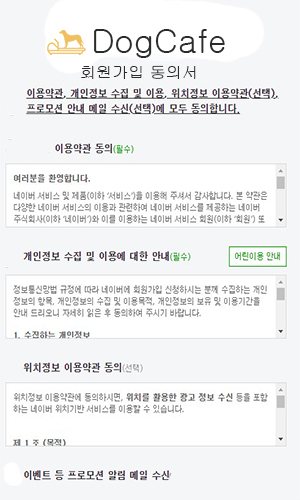 DogCafe
회원가입 동의서
이용약관, 개인정보 수집 및 이용, 위치정보 이용약관(선택),
프로모션 안내 메일 수신(선택)에 모두 동의합니다.
이용약관 동의(필수)
여러분을 환영합니다.
네이버 서비스 및 제품(이하 ‘서비스’)을 이용해 주셔서 감사합니다. 본 약관은
다양한 네이버 서비스의 이용과 관련하여 네이버 서비스를 제공하는 네이버
주식회사(이하 ‘네이버’)와 이를 이용하는 네이버 서비스 회원(이하 ‘회원’) 또
개인정보 수집 및 이용에 대한 안내(필수)
어린이용 안내
정보통신망법 규정에 따라 네이버에 회원가입 신청하시는 분께 수집하는 개인
정보의 항목, 개인정보의 수집 및 이용목적, 개인정보의 보유 및 이용기간을
안내 드리오니 자세히 읽은 후 동의하여 주시기 바랍니다.
1. 수집하는 개인정보
위치정보 이용약관 동의(선택)
위치정보 이용약관에 동의하시면, 위치를 활용한 광고 정보 수신 등을 포함
하는 네이버 위치기반 서비스를 이용할 수 있습니다.
제 1 조 (목적)
이벤트 등 프로모션 알림 메일 수신